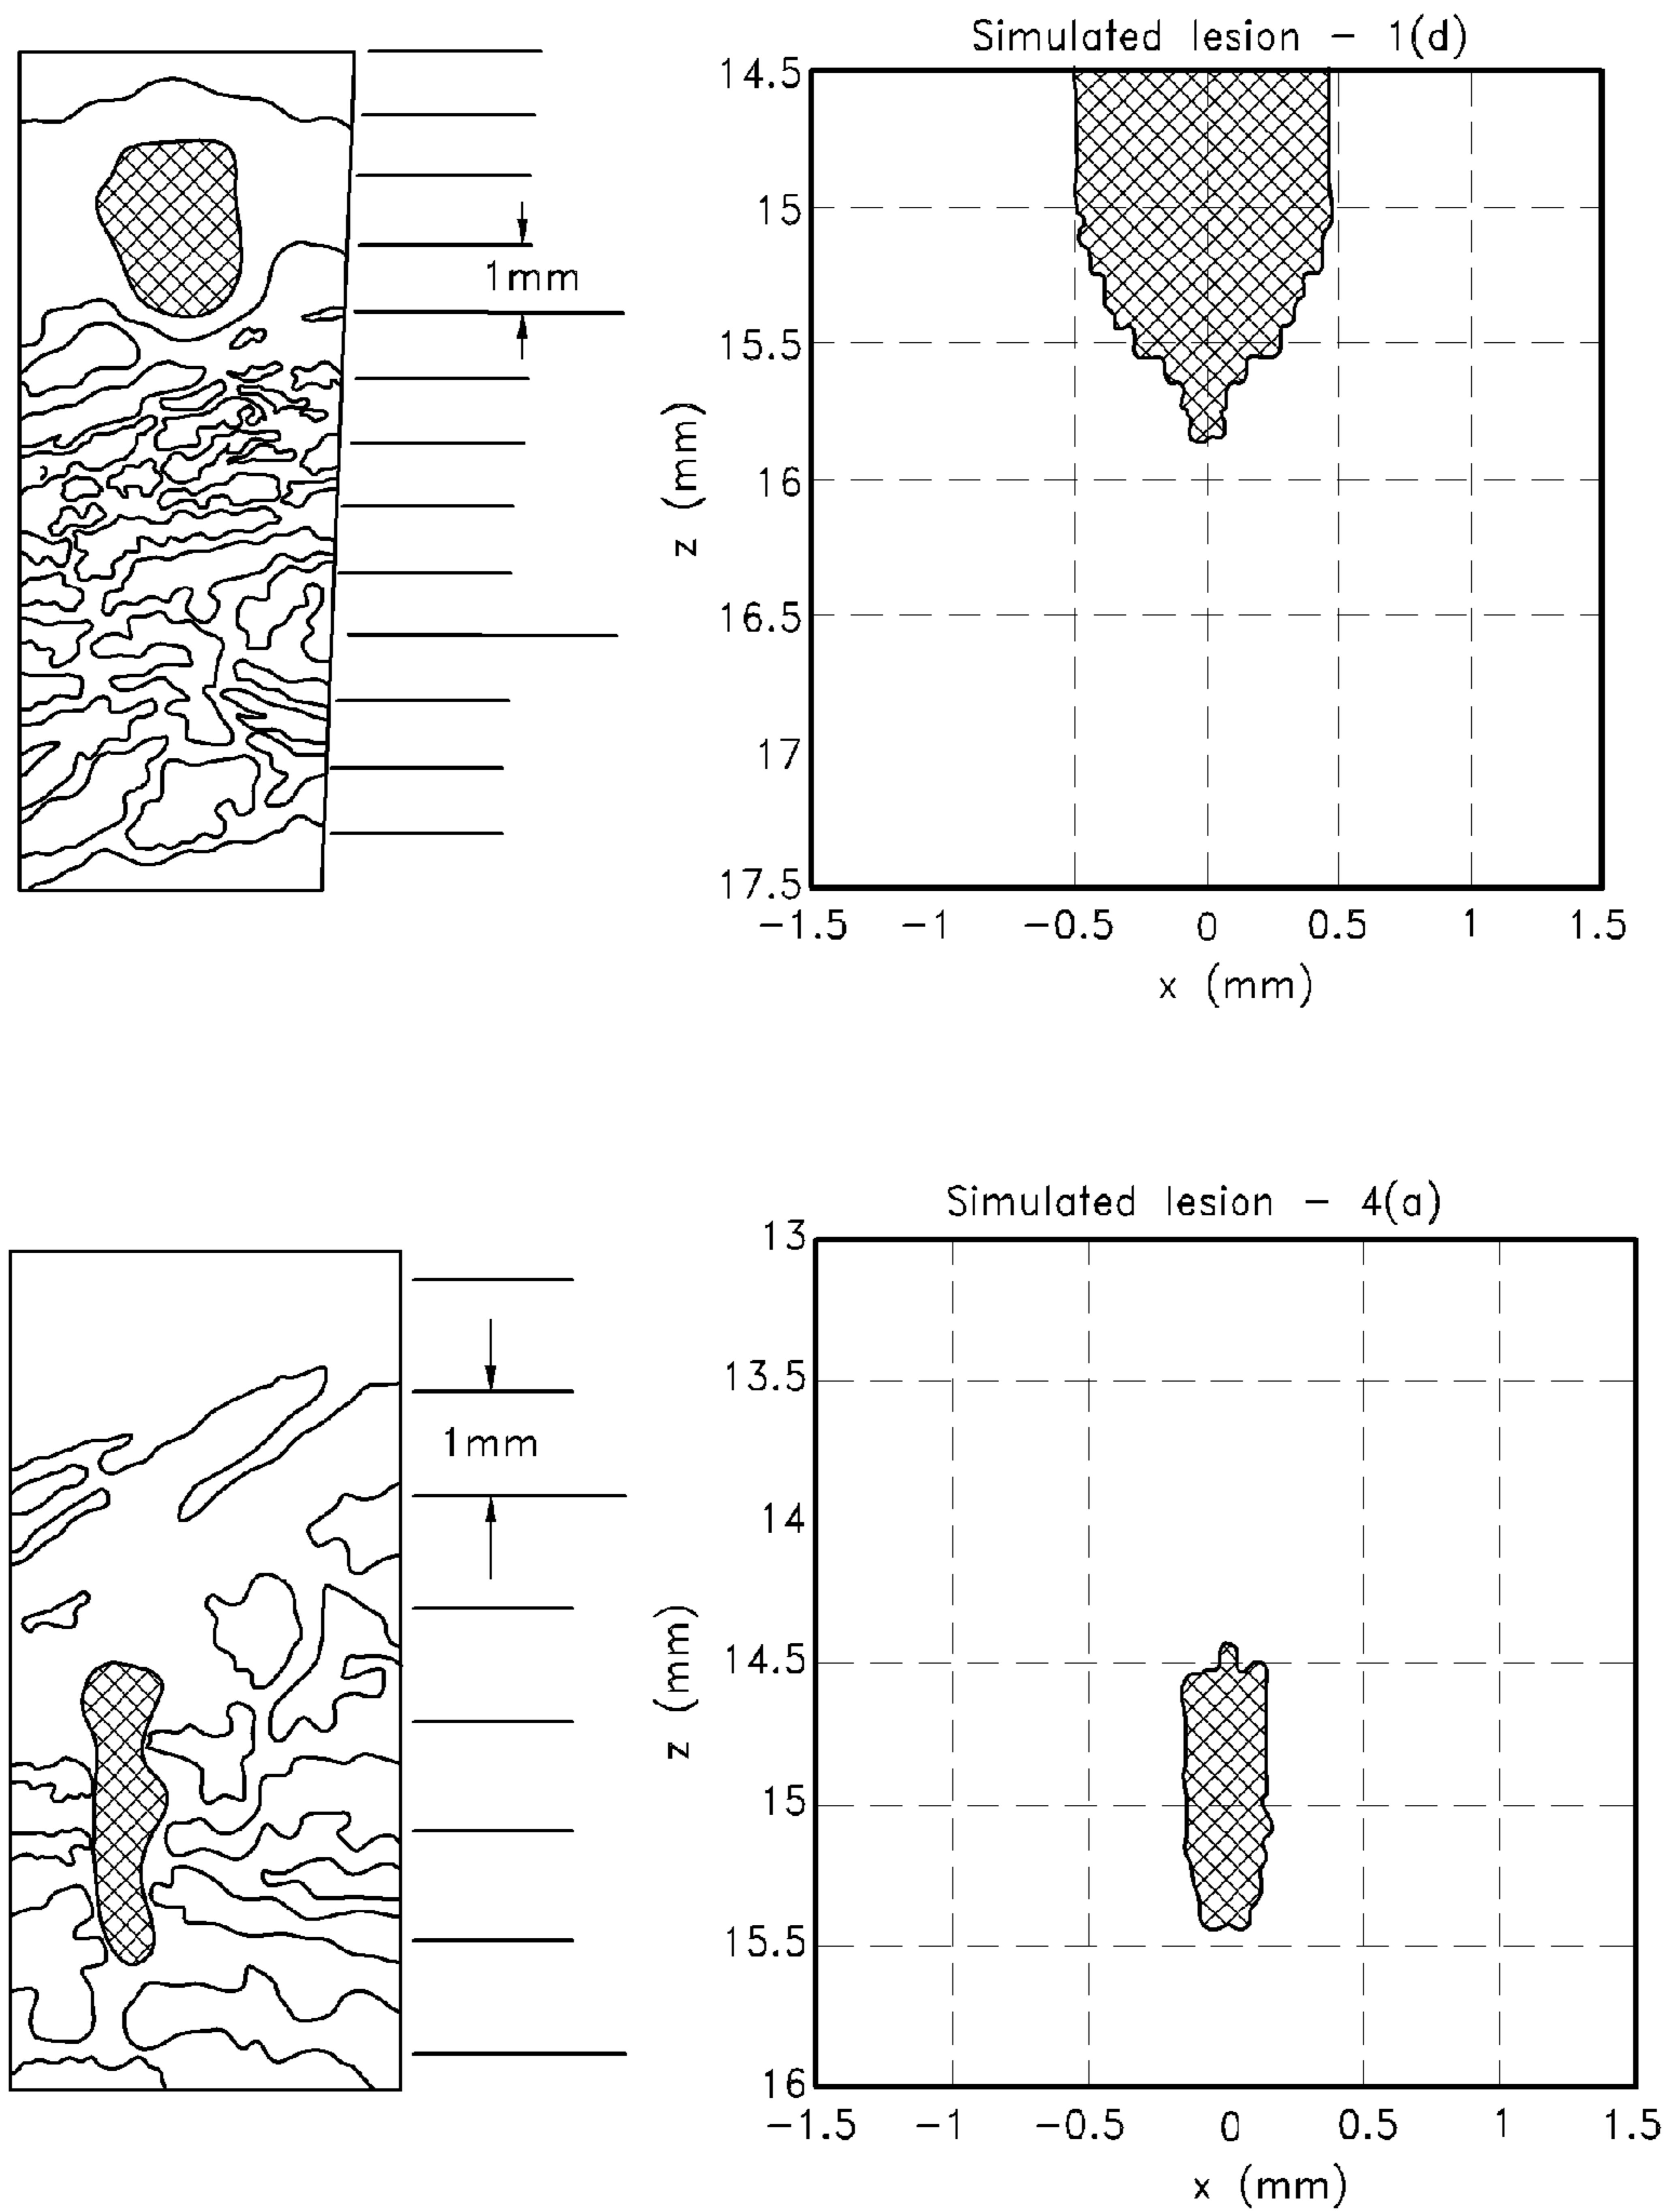 Simulated lesion - 1(d)
14.5
15
1mm
15.5
z (mm)
16
16.5
17
17.5
-1.5 -1 -0.5 0 0.5 1 1.5
x (mm)
Simulated lesion - 4(a)
13
13.5
1mm
14
14.5
z (mm)
15
15.5
16
-1.5 -1 -0.5 0 0.5 1 1.5
x (mm)